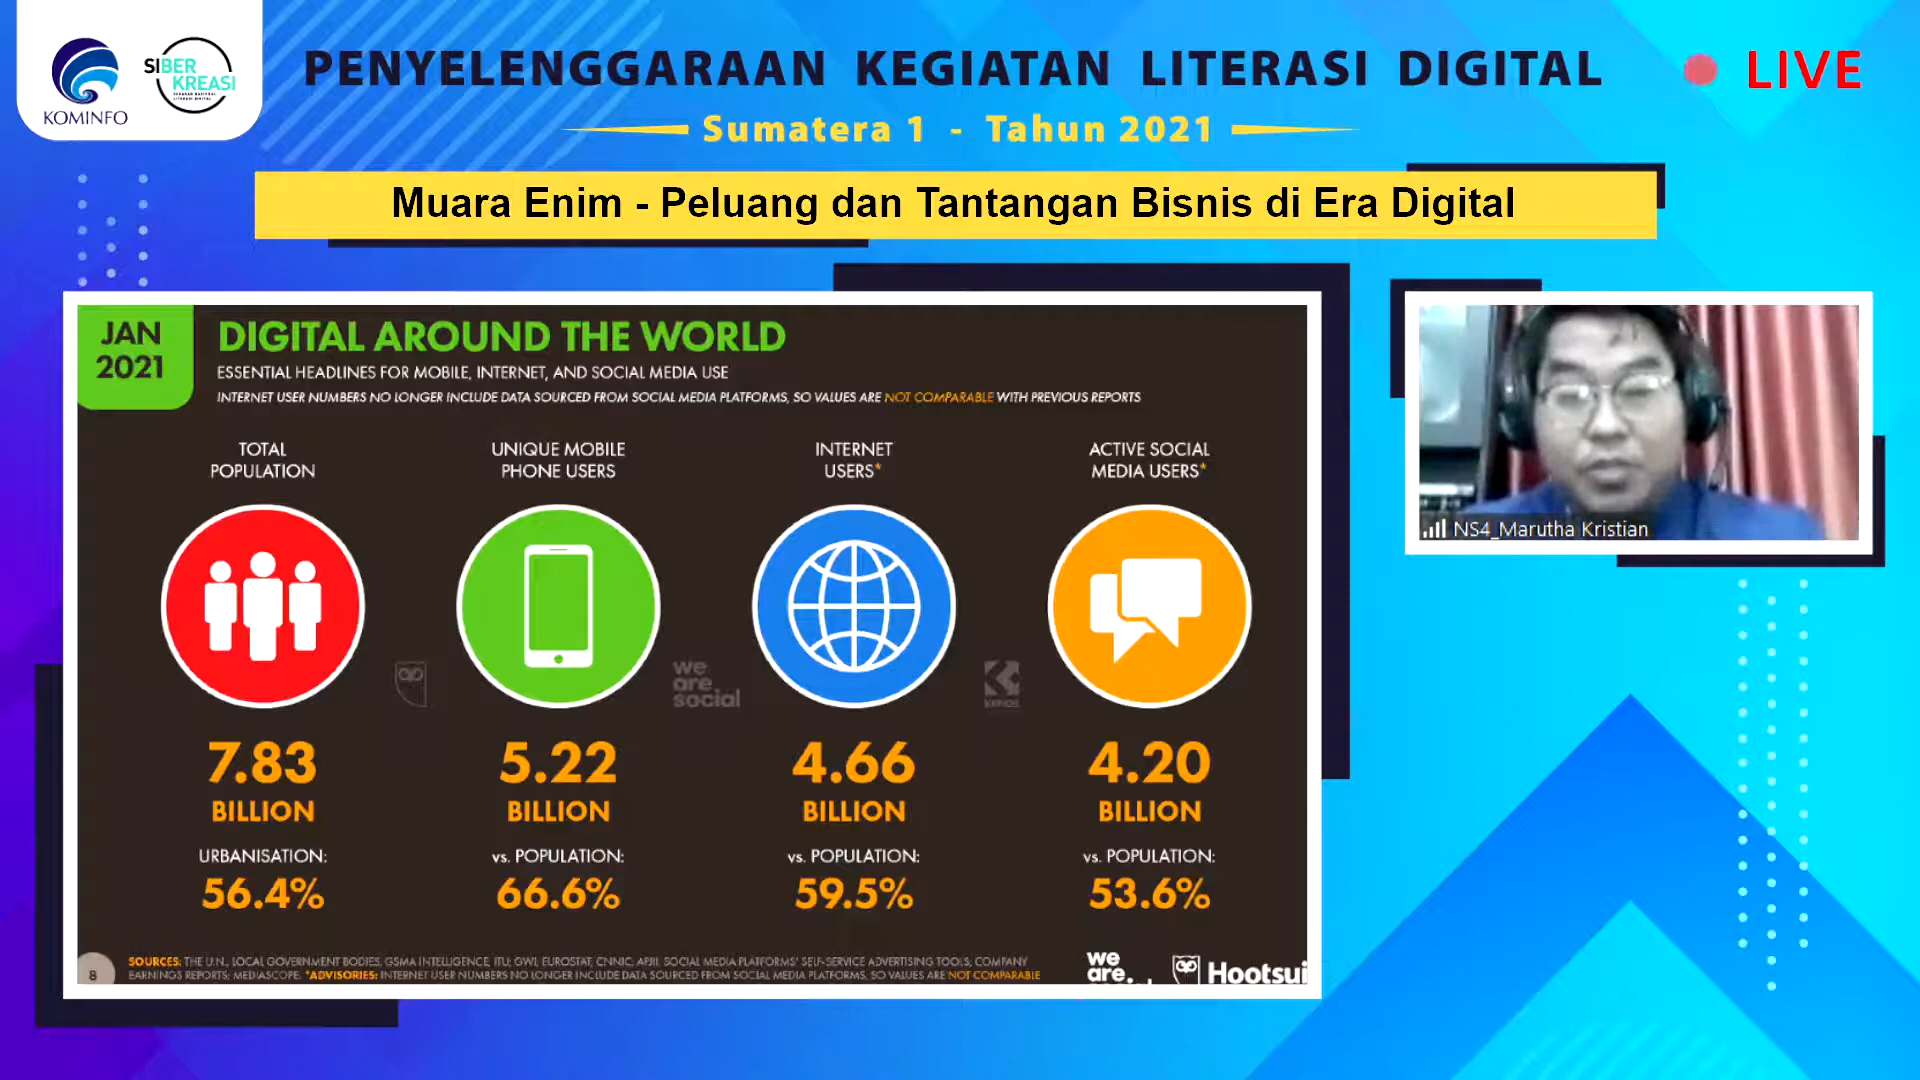 KOMINFO
SIBER
KREASI
PENYELENGGARAAN KEGIATAN LITERASI DIGITAL
LIVE
Sumatera 1 - Tahun 2021
Muara Enim - Peluang dan Tantangan Bisnis di Era Digital
JAN
2021
DIGITAL AROUND THE WORLD
ESSENTIAL HEADLINES FOR MOBILE, INTERNET, AND SOCIAL MEDIA USE
INTERNET USER NUMBERS NO LONGER INCLUDE DATA SOURCED FROM SOCIAL MEDIA PLATFORMS, SO VALUES ARE NOT COMPARABLE WITH PREVIOUS REPORTS
TOTAL
POPULATION
UNIQUE MOBILE
PHONE USERS
INTERNET
USERS*
ACTIVE SOCIAL
MEDIA USERS*
we
are
social
KEPIOS
7.83
BILLION
URBANISATION:
56.4%
5.22
BILLION
vs. POPULATION:
66.6%
4.66
BILLION
vs. POPULATION:
59.5%
4.20
BILLION
vs. POPULATION:
53.6%
8
SOURCES: THE U.N., LOCAL GOVERNMENT BODIES, GSMA INTELLIGENCE, ITU, GWI, EUROSTAT, CNNIC, APJII, SOCIAL MEDIA PLATFORMS' SELF-SERVICE ADVERTISING TOOLS, COMPANY
EARNINGS REPORTS; MEDIASCOPE. *ADVISORIES: INTERNET USER NUMBERS NO LONGER INCLUDE DATA SOURCED FROM SOCIAL MEDIA PLATFORMS, SO VALUES ARE NOT COMPARABLE
we
are.
Hootsui
NS4_Marutha Kristian